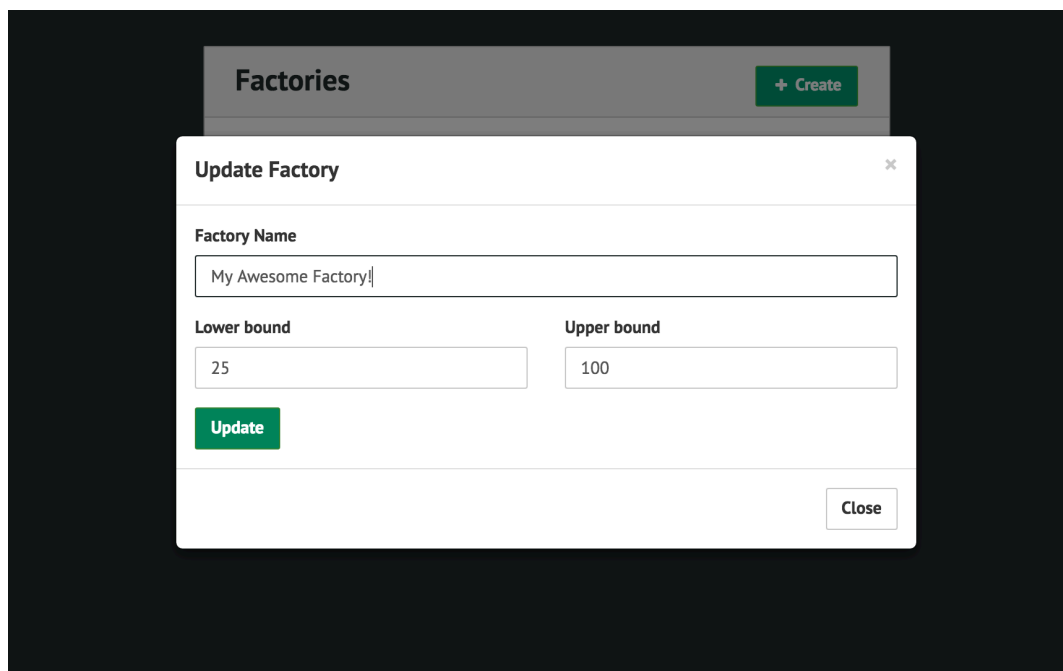 Factories
+ Create
Update Factory
×
Factory Name
My Awesome Factory!
Lower bound
Upper bound
25
100
Update
Close